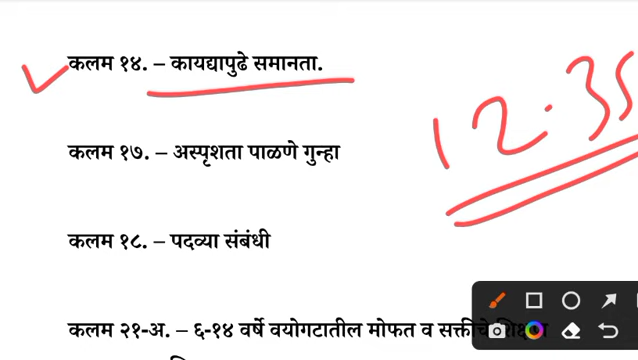 कलम १४. – कायद्यापुढे समानता.
12.35
कलम १७. – अस्पृशता पाळणे गुन्हा
कलम १८. – पदव्या संबंधी
कलम २१-अ. – ६-१४ वर्षे वयोगटातील मोफत व सक्तीचे शिक्षण